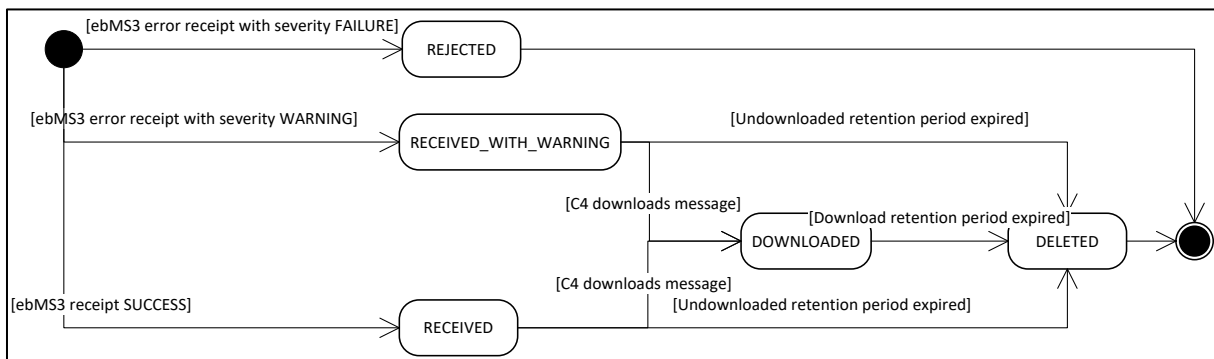 [ebMS3 error receipt with severity FAILURE]
REJECTED
[ebMS3 error receipt with severity WARNING]
[Undownloaded retention period expired]
RECEIVED_WITH_WARNING
[C4 downloads message]
[Download retention period expired]
DOWNLOADED
DELETED
[C4 downloads message]
[ebMS3 receipt SUCCESS]
[Undownloaded retention period expired]
RECEIVED